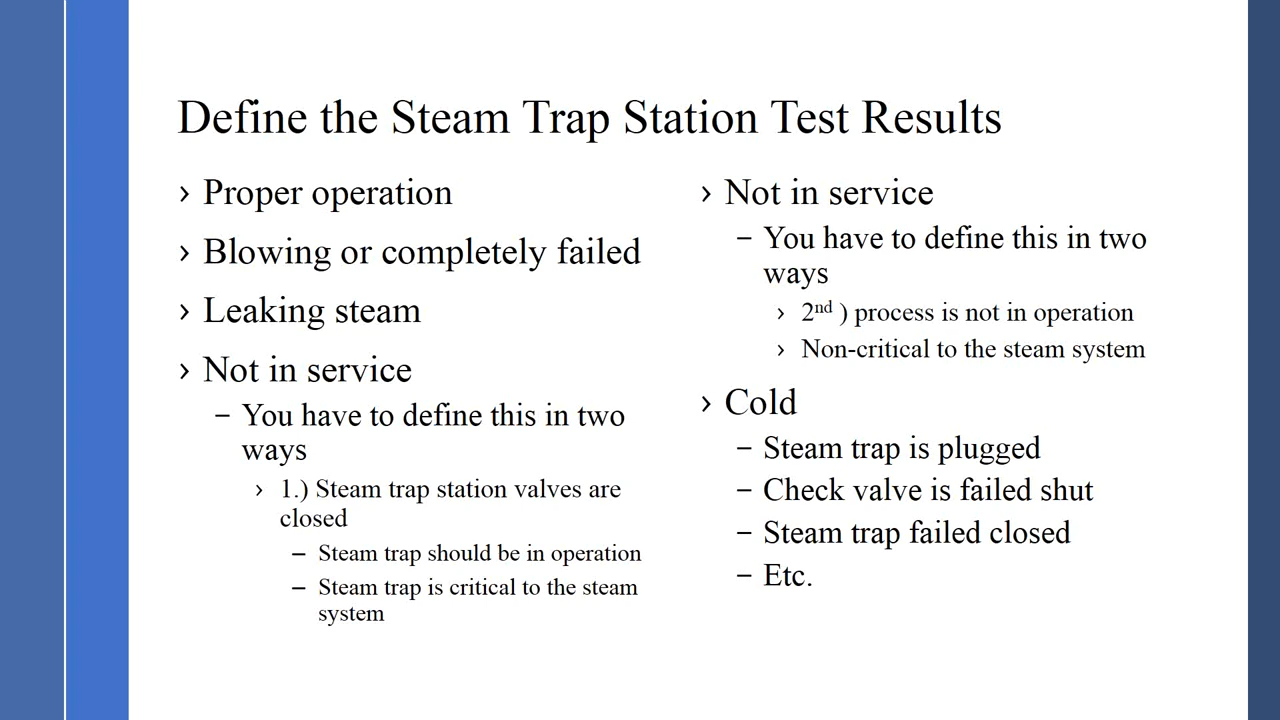 Define the Steam Trap Station Test Results
› Proper operation
› Blowing or completely failed
› Leaking steam
› Not in service
– You have to define this in two
ways
› 1.) Steam trap station valves are
closed
– Steam trap should be in operation
– Steam trap is critical to the steam
system
› Not in service
– You have to define this in two
ways
› 2nd ) process is not in operation
› Non-critical to the steam system
› Cold
– Steam trap is plugged
– Check valve is failed shut
– Steam trap failed closed
– Etc.